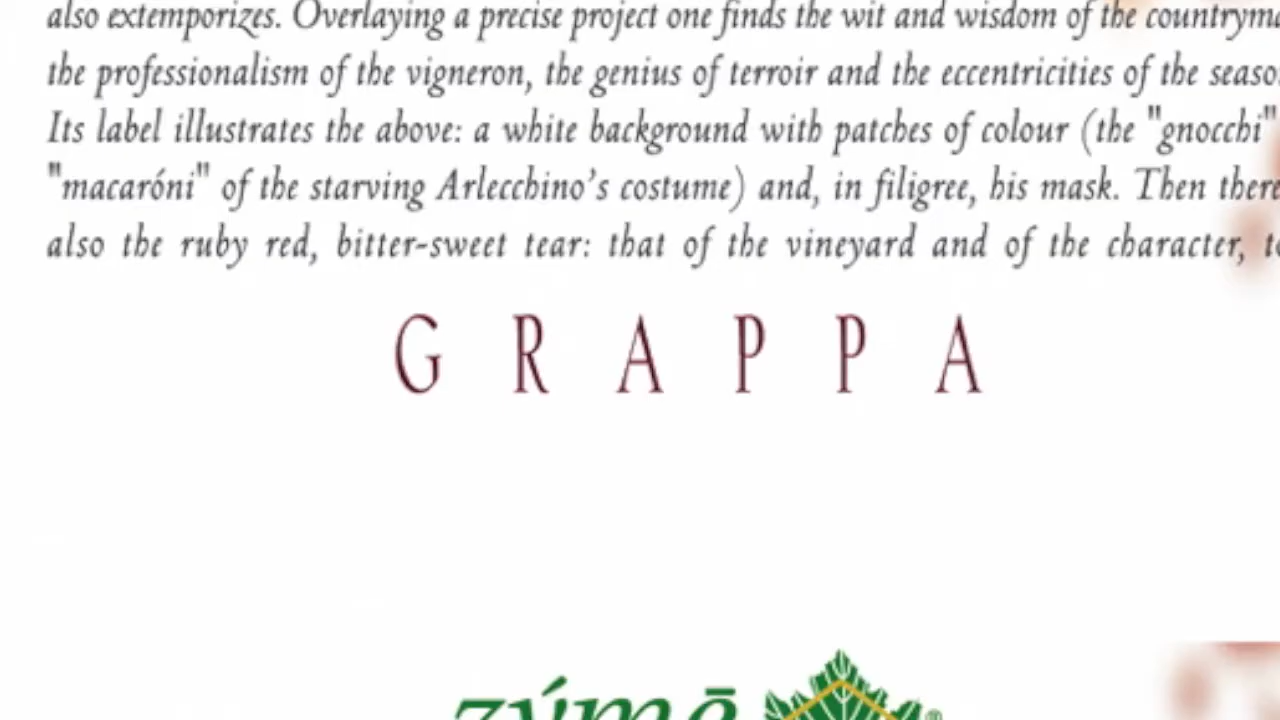 also extemporizes. Overlaying a precise project one finds the wit and wisdom of the countryma
the professionalism of the vigneron, the genius of terroir and the eccentricities of the seaso
Its label illustrates the above: a white background with patches of colour (the "gnocchi"
"macaróni" of the starving Arlecchino's costume) and, in filigree, his mask. Then there
also the ruby red, bitter-sweet tear: that of the vineyard and of the character, t
G R A P P A
zýmē ®